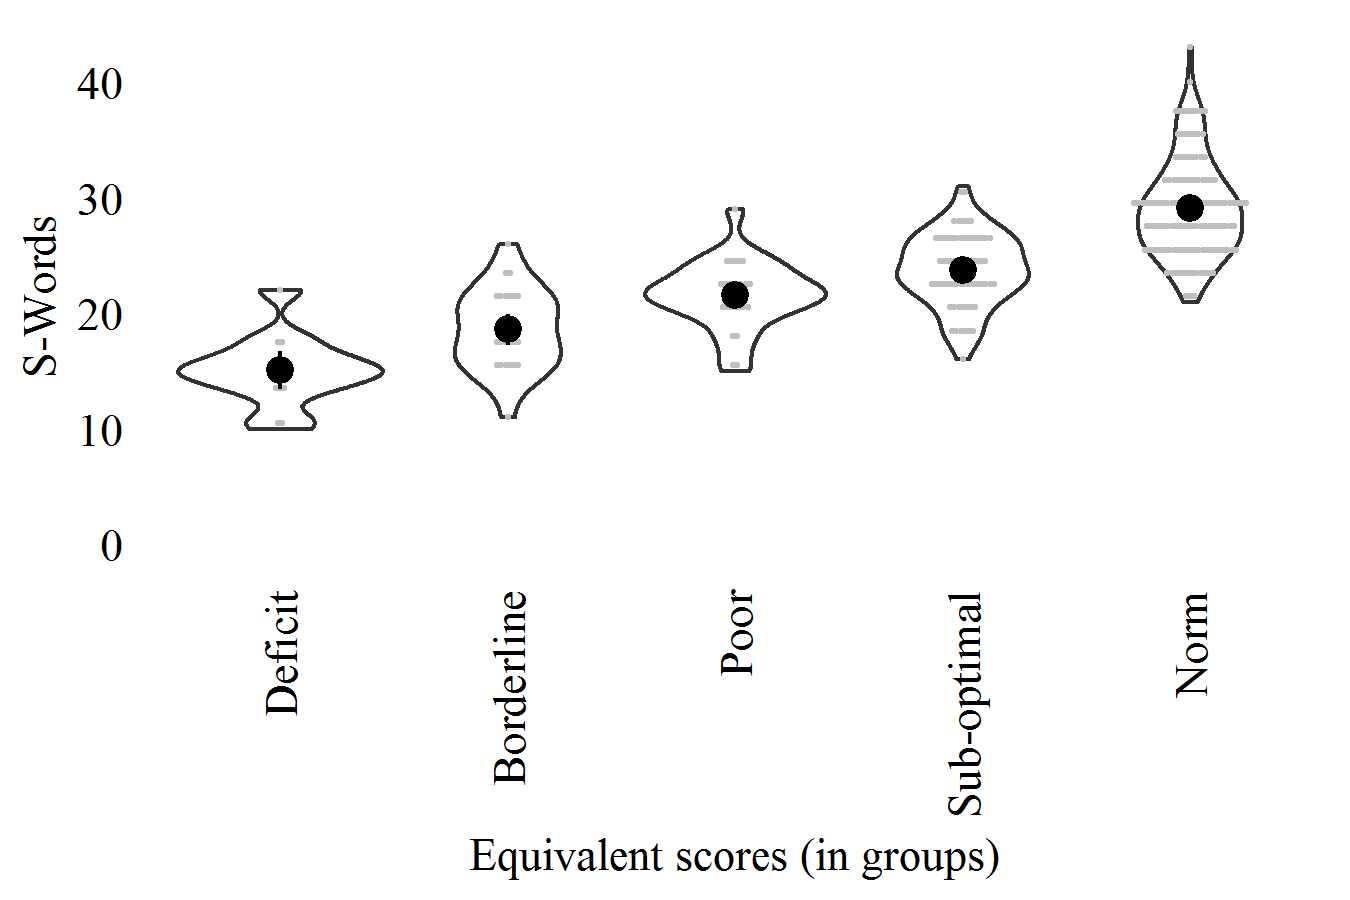 40
30
20
10
0
S-Words
Deficit
Borderline
Poor
Sub-optimal
Norm
Equivalent scores (in groups)